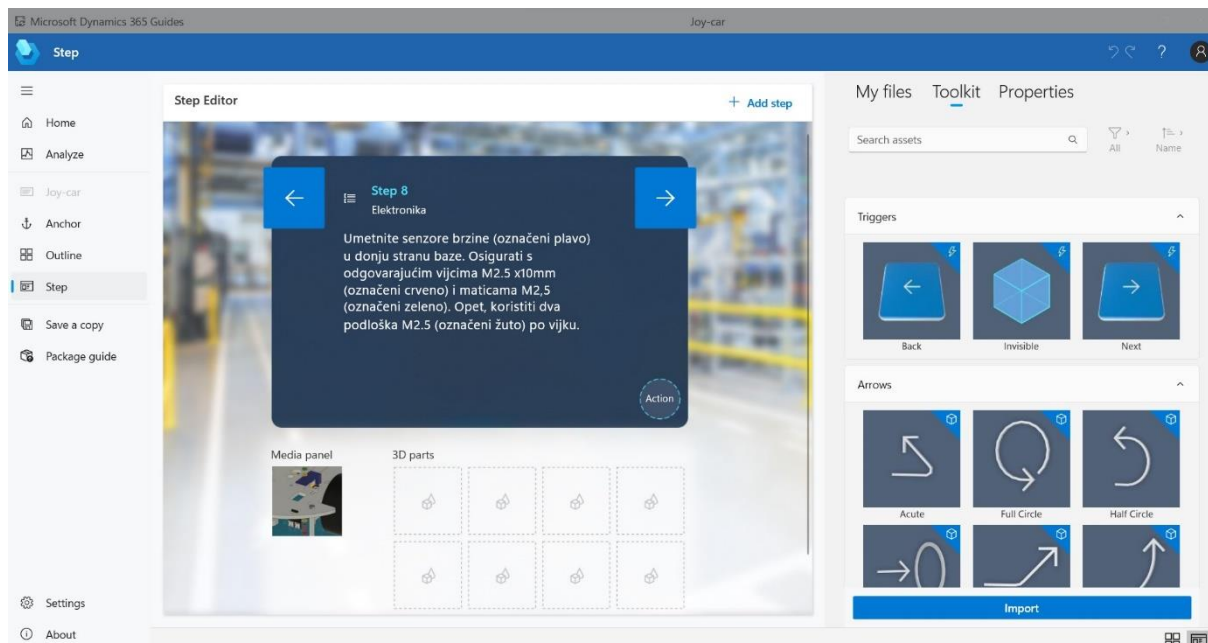 Microsoft Dynamics 365 Guides
Joy-car
Step
?
Home
Analyze
Joy-car
Anchor
Outline
Step
Save a copy
Package guide
Settings
About
Step Editor
+ Add step
Step 8
Elektronika
Umetnite senzore brzine (označeni plavo)
u donju stranu baze. Osigurati s
odgovarajućim vijcima M2.5 x10mm
(označeni crveno) i maticama M2,5
(označeni zeleno). Opet, koristiti dva
podloška M2.5 (označeni žuto) po vijku.
Action
Media panel
3D parts
My files Toolkit Properties
Search assets
All
Name
Triggers
Back
Invisible
Next
Arrows
Acute
Full Circle
Half Circle
Import